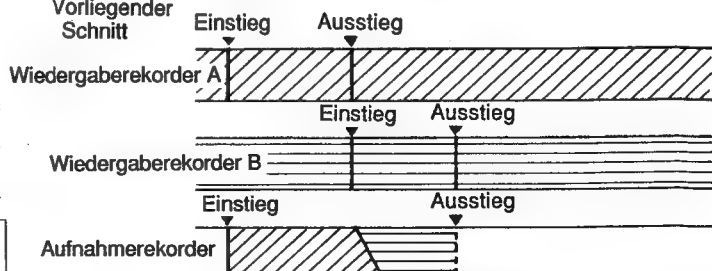 Vorliegender
Schnitt
Einstieg Ausstieg
Wiedergaberekorder A
Einstieg Ausstieg
Wiedergaberekorder B
Einstieg Ausstieg
Aufnahmerekorder